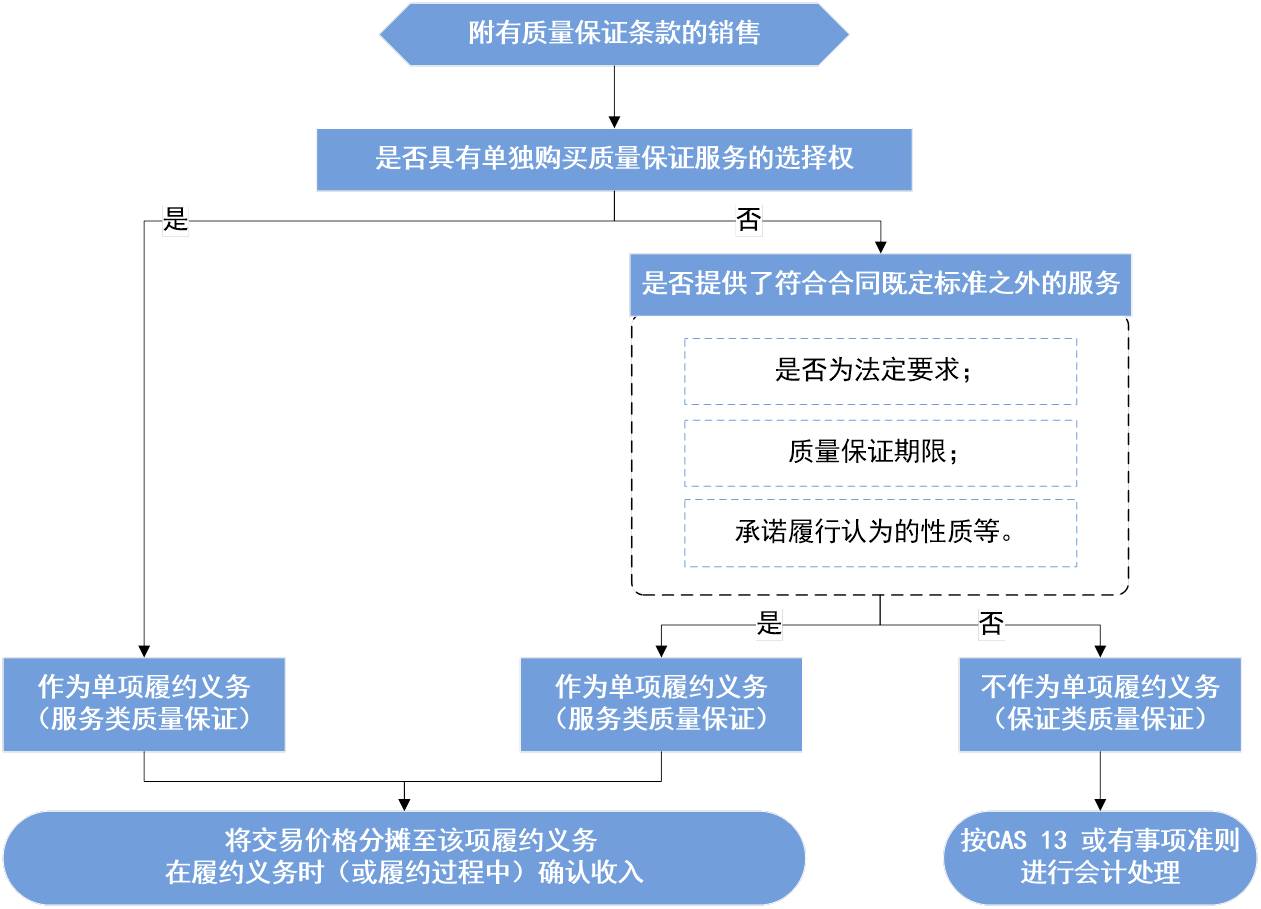 附有质量保证条款的销售
是否具有单独购买质量保证服务的选择权
是
否
是否提供了符合合同既定标准之外的服务
是否为法定要求；
质量保证期限；
承诺履行认为的性质等。
是
否
作为单项履约义务
（服务类质量保证）
作为单项履约义务
（服务类质量保证）
不作为单项履约义务
（保证类质量保证）
将交易价格分摊至该项履约义务
在履约义务时（或履约过程中）确认收入
按CAS 13 或有事项准则
进行会计处理